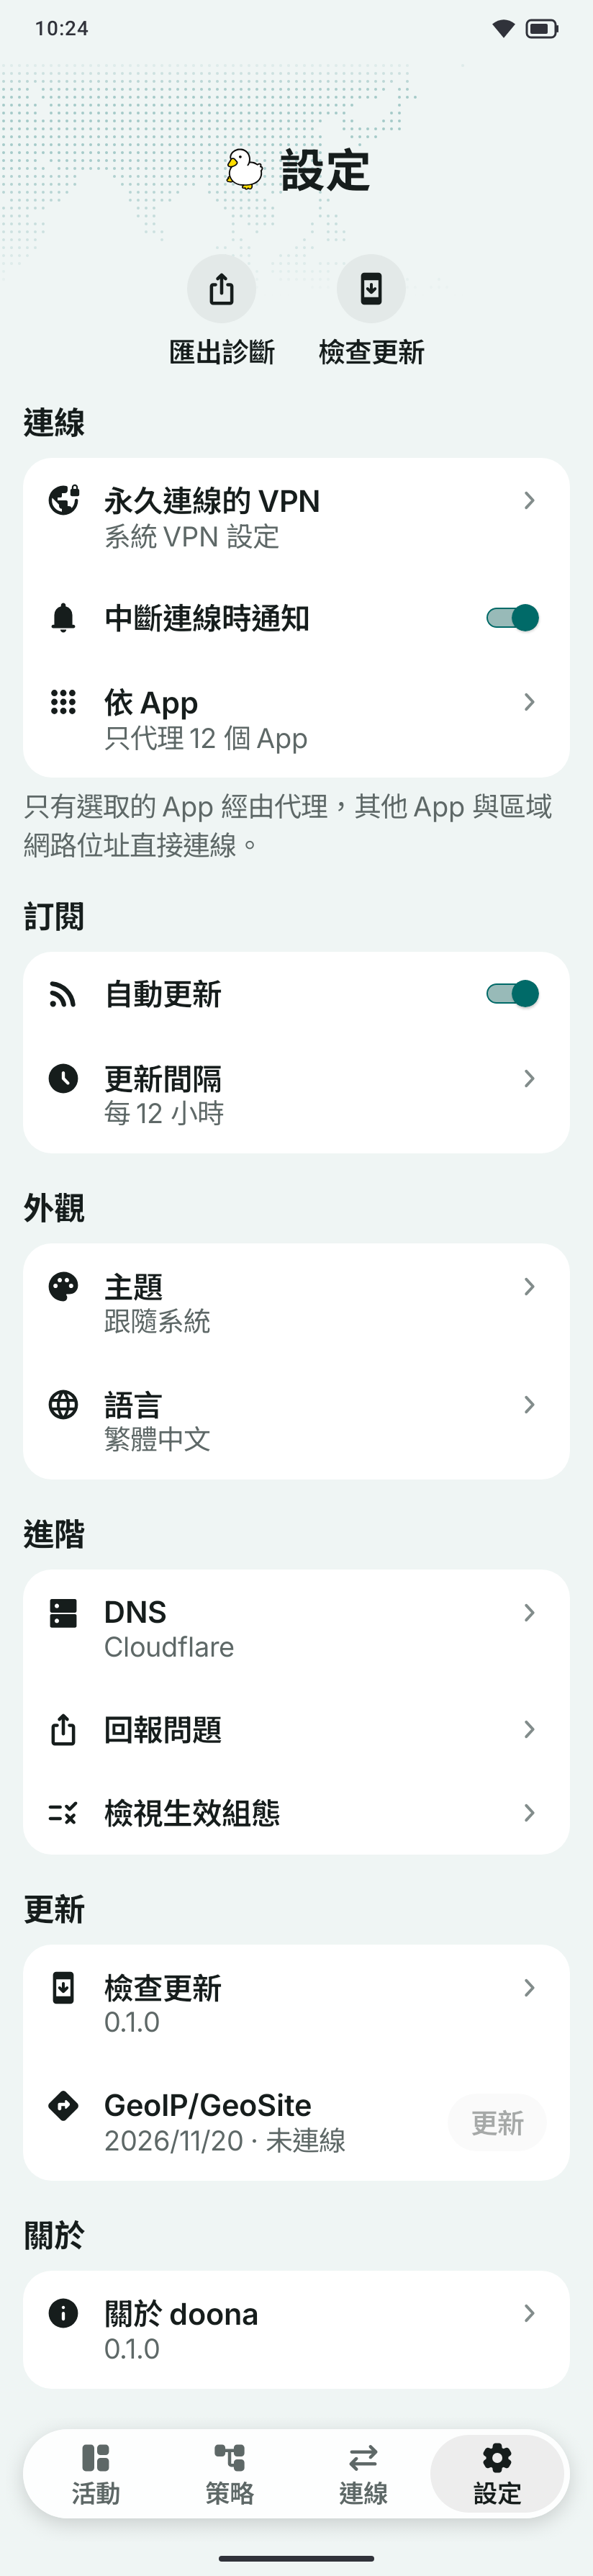 10:24
設定
匯出診斷
檢查更新
連線
永久連線的 VPN
系統 VPN 設定
中斷連線時通知
依 App
只代理 12 個 App
只有選取的 App 經由代理，其他 App 與區域
網路位址直接連線。
訂閱
自動更新
更新間隔
每 12 小時
外觀
主題
跟隨系統
語言
繁體中文
進階
DNS
Cloudflare
回報問題
檢視生效組態
更新
檢查更新
0.1.0
GeoIP/GeoSite
2026/11/20 · 未連線
更新
關於
關於 doona
0.1.0
活動
策略
連線
設定